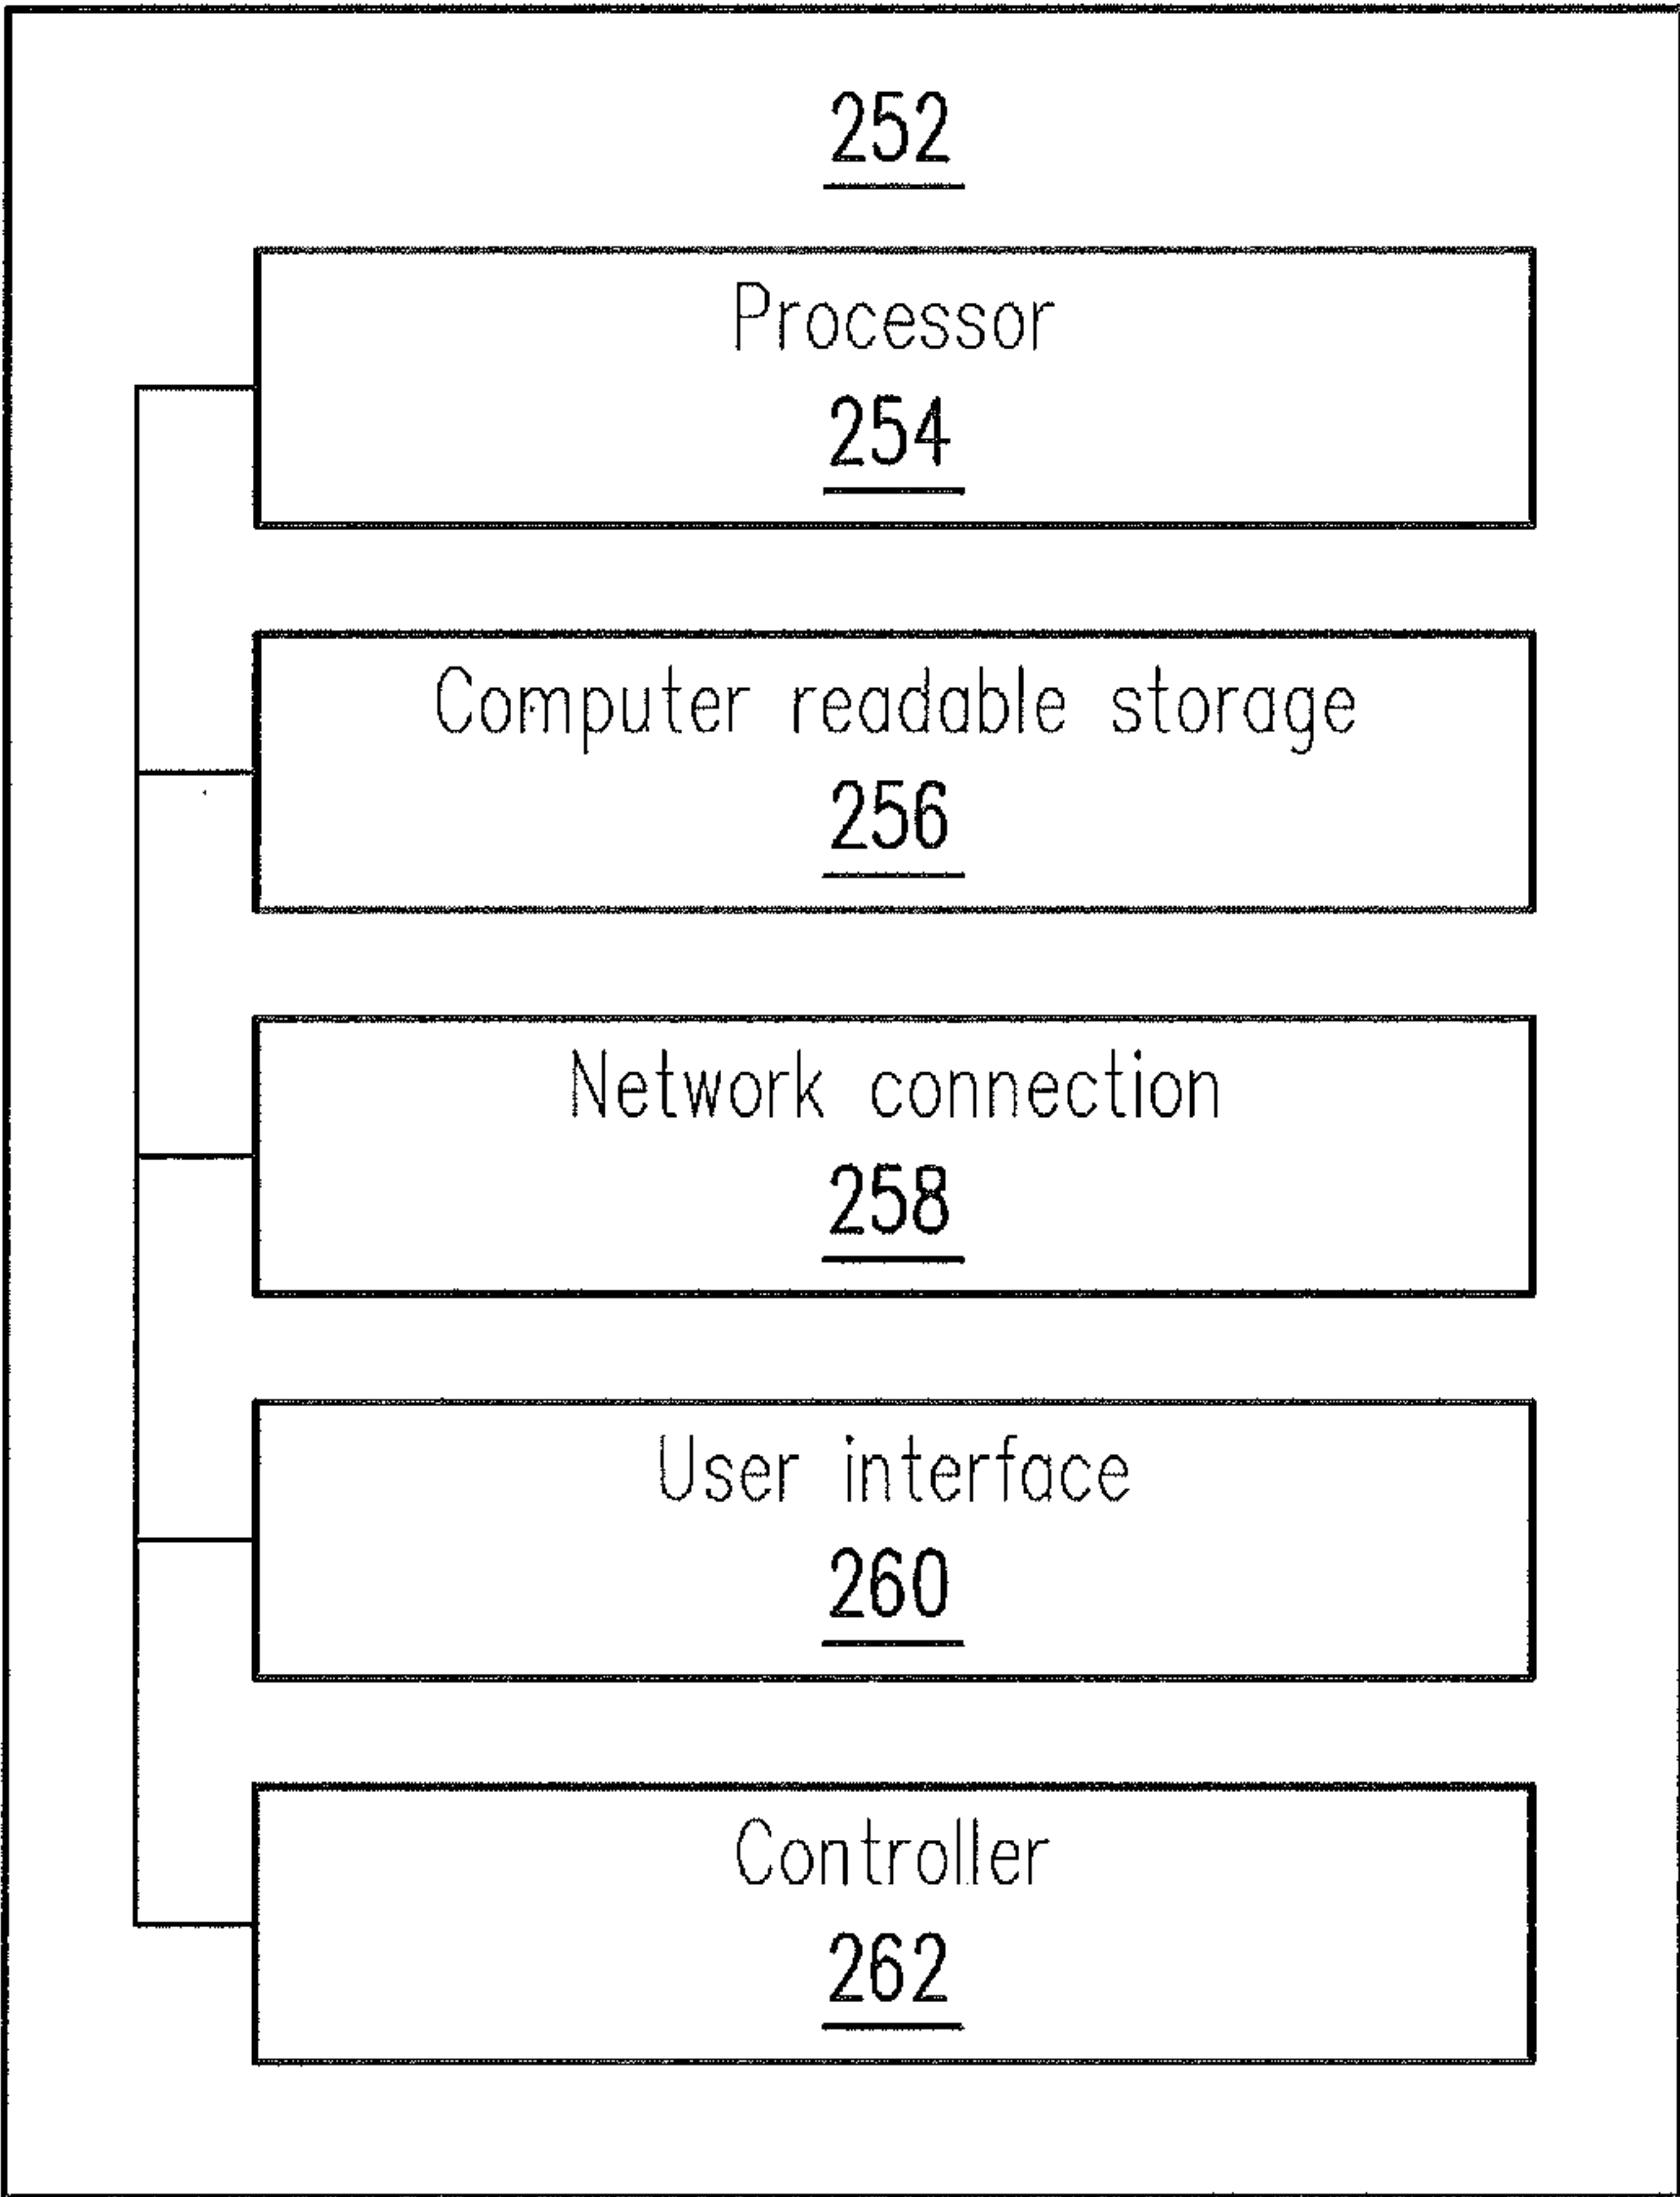 252
Processor
254
Computer readable storage
256
Network connection
258
User interface
260
Controller
262